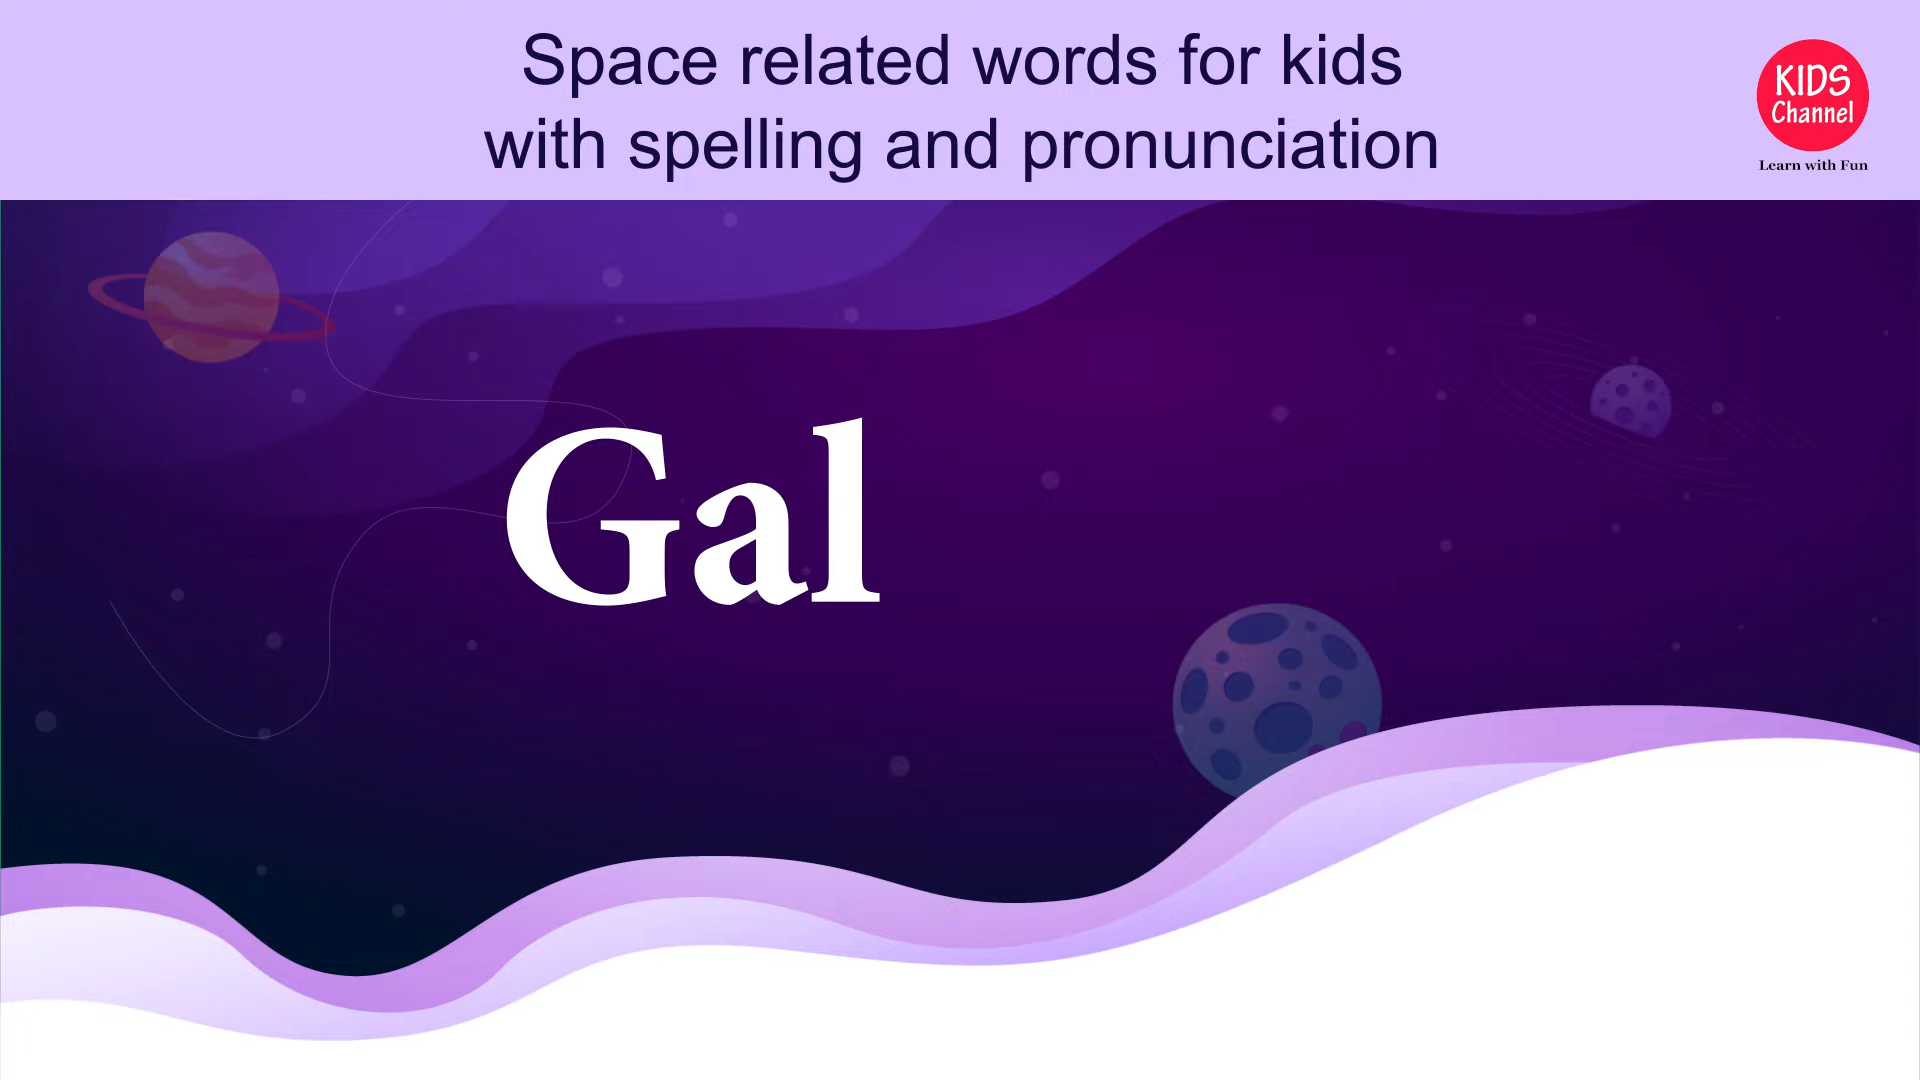 Space related words for kids
with spelling and pronunciation
KIDS
Channel
Learn with Fun
Gal